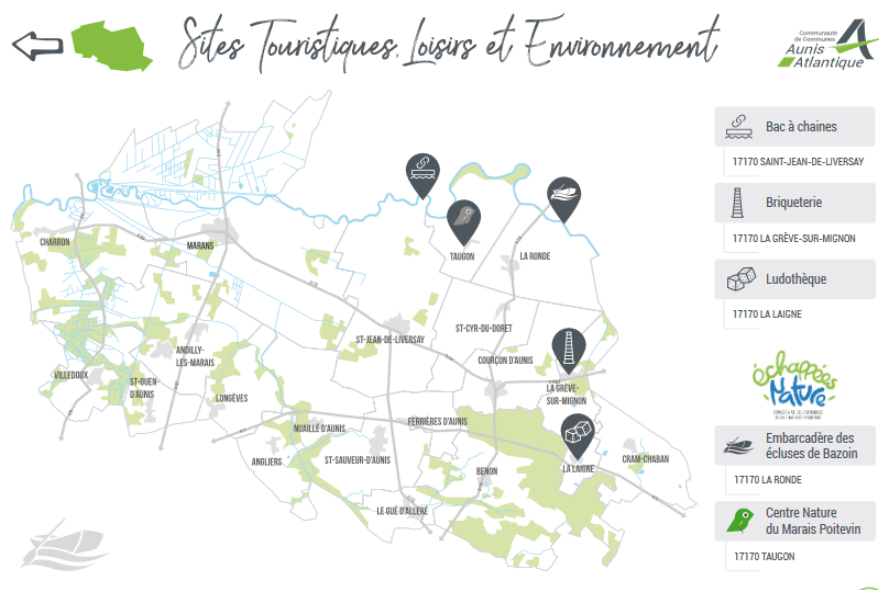 Sites Touristiques, Loisirs et Environnement
Communauté
de Communes
Aunis
Atlantique
Bac à chaines
17170 SAINT-JEAN-DE-LIVERSAY
Briqueterie
17170 LA GRÈVE-SUR-MIGNON
Ludothèque
17170 LA LAIGNE
échappées
Nature
Embarcadère des
écluses de Bazoin
17170 LA RONDE
Centre Nature
du Marais Poitevin
17170 TAUGON
CHARRON
MARANS
TAUGON
LA RONDE
ST-JEAN-DE-LIVERSAY
ST-CYR-DU-DORET
COURÇON D'AUNIS
ANDILLY-
LES-MARAIS
VILLEDOUX
ST-OUEN-
D'AUNIS
LONGÈVES
LA GRÈVE-
SUR-MIGNON
NUAILLÉ D'AUNIS
FERRIÈRES D'AUNIS
ANGLIERS
ST-SAUVEUR-D'AUNIS
BENON
LA LAIGNE
CRAM-CHABAN
LE GUÉ D'ALLERÉ